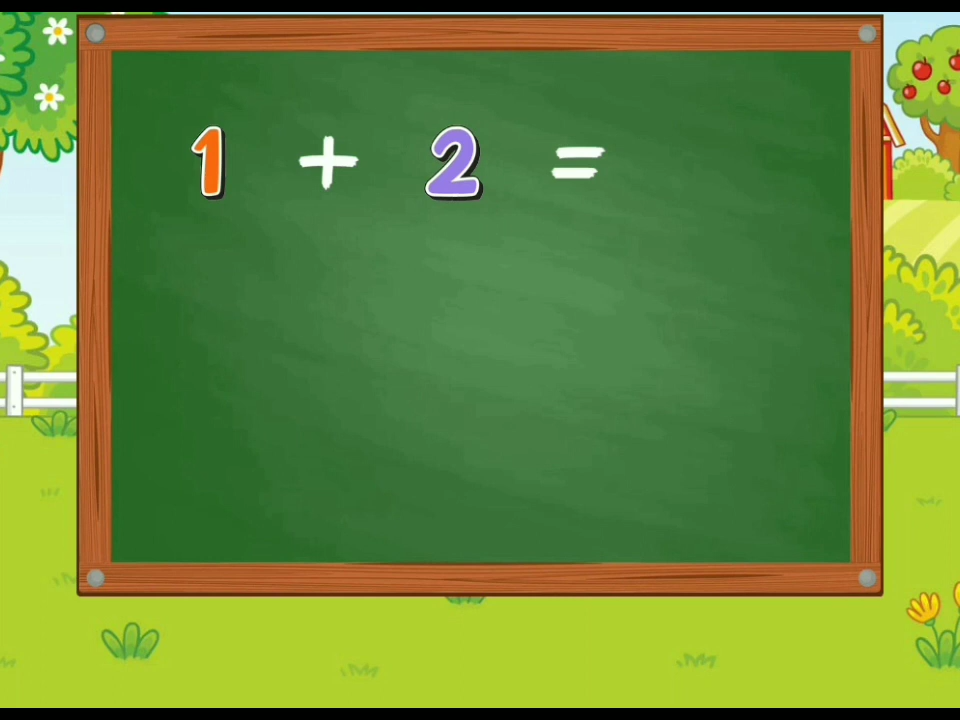 1 + 2 =